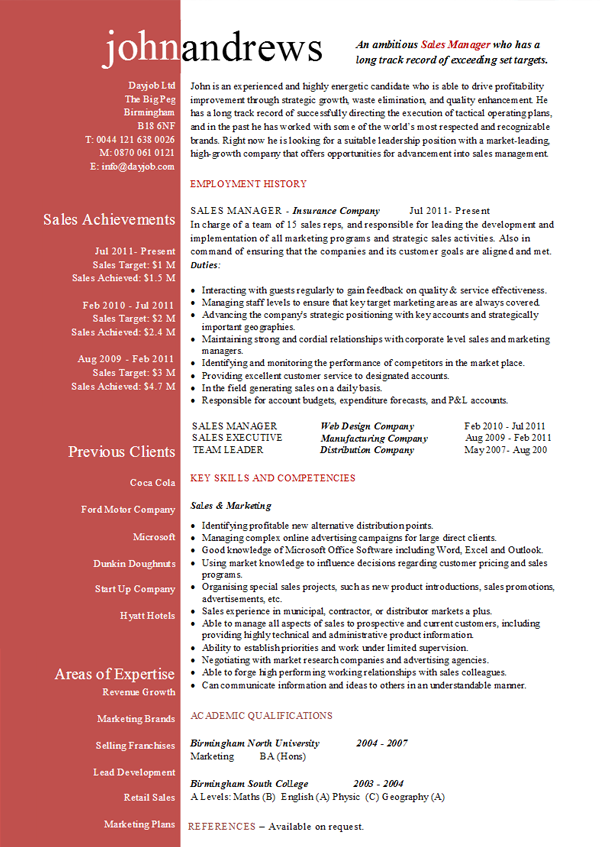 johnandrews
An ambitious Sales Manager who has a
long track record of exceeding set targets.
Dayjob Ltd
The Big Peg
Birmingham
B18 6NF
T: 0044 121 638 0026
M: 0870 061 0121
E: info@dayjob.com
Sales Achievements
Jul 2011- Present
Sales Target: $1 M
Sales Achieved: $1.5 M
Feb 2010 - Jul 2011
Sales Target: $2 M
Sales Achieved: $2.4 M
Aug 2009 - Feb 2011
Sales Target: $3 M
Sales Achieved: $4.7 M
Previous Clients
Coca Cola
Ford Motor Company
Microsoft
Dunkin Doughnuts
Start Up Company
Hyatt Hotels
Areas of Expertise
Revenue Growth
Marketing Brands
Selling Franchises
Lead Development
Retail Sales
Marketing Plans
John is an experienced and highly energetic candidate who is able to drive profitability
improvement through strategic growth, waste elimination, and quality enhancement. He
has a long track record of successfully directing the execution of tactical operating plans,
and in the past he has worked with some of the world's most respected and recognizable
brands. Right now he is looking for a suitable leadership position with a market-leading,
high-growth company that offers opportunities for advancement into sales management.
EMPLOYMENT HISTORY
SALES MANAGER - Insurance Company Jul 2011- Present
In charge of a team of 15 sales reps, and responsible for leading the development and
implementation of all marketing programs and strategic sales activities. Also in
command of ensuring that the companies and its customer goals are aligned and met.
Duties:
• Interacting with guests regularly to gain feedback on quality & service effectiveness.
• Managing staff levels to ensure that key target marketing areas are always covered.
• Advancing the company's strategic positioning with key accounts and strategically
important geographies.
• Maintaining strong and cordial relationships with corporate level sales and marketing
managers.
• Identifying and monitoring the performance of competitors in the market place.
• Providing excellent customer service to designated accounts.
• In the field generating sales on a daily basis.
• Responsible for account budgets, expenditure forecasts, and P&L accounts.
SALES MANAGER Web Design Company Feb 2010 - Jul 2011
SALES EXECUTIVE Manufacturing Company Aug 2009 - Feb 2011
TEAM LEADER Distribution Company May 2007- Aug 200
KEY SKILLS AND COMPETENCIES
Sales & Marketing
• Identifying profitable new alternative distribution points.
• Managing complex online advertising campaigns for large direct clients.
• Good knowledge of Microsoft Office Software including Word, Excel and Outlook.
• Using market knowledge to influence decisions regarding customer pricing and sales
programs.
• Organising special sales projects, such as new product introductions, sales promotions,
advertisements, etc.
• Sales experience in municipal, contractor, or distributor markets a plus.
• Able to manage all aspects of sales to prospective and current customers, including
providing highly technical and administrative product information.
• Ability to establish priorities and work under limited supervision.
• Negotiating with market research companies and advertising agencies.
• Able to forge high performing working relationships with sales colleagues.
• Can communicate information and ideas to others in an understandable manner.
ACADEMIC QUALIFICATIONS
Birmingham North University 2004 - 2007
Marketing BA (Hons)
Birmingham South College 2003 - 2004
A Levels: Maths (B) English (A) Physic (C) Geography (A)
REFERENCES – Available on request.